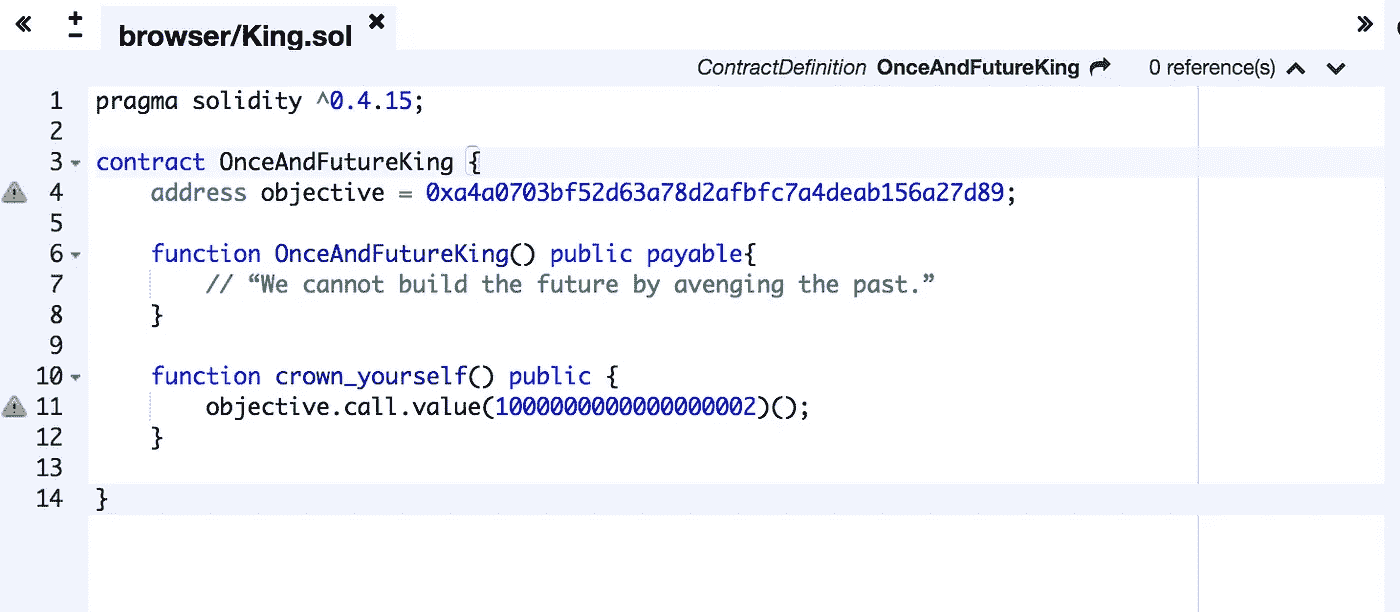 browser/King.sol
ContractDefinition OnceAndFutureKing 0 reference(s)
1 pragma solidity ^0.4.15;
2
3 contract OnceAndFutureKing {
4 address objective = 0xa4a0703bf52d63a78d2afbfc7a4deab156a27d89;
5
6 function OnceAndFutureKing() public payable{
7 // “We cannot build the future by avenging the past.”
8 }
9
10 function crown_yourself() public {
11 objective.call.value(1000000000000000002)();
12 }
13
14 }